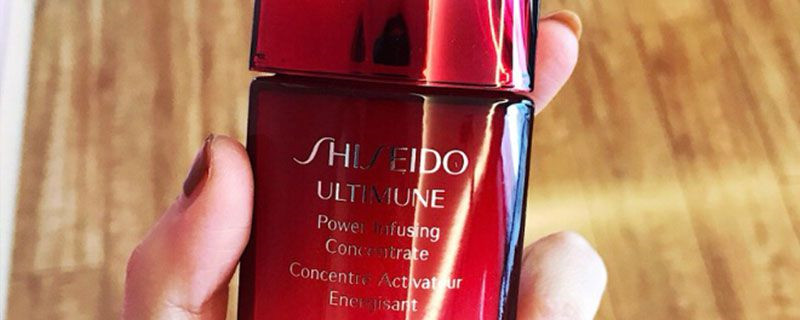 SHISEIDO
ULTIMUNE
Power Infusing
Concentrate
Concentré Activateur
Energisant